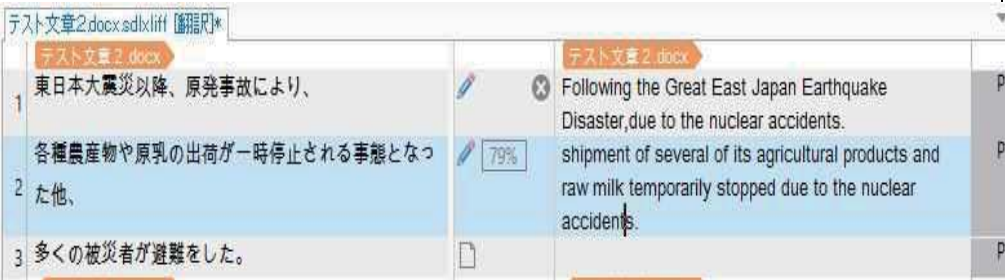 テスト文章2.docx.sdlxliff [翻訳]*
テスト文章2.docx
テスト文章2.docx
1
東日本大震災以降、原発事故により、
Following the Great East Japan Earthquake
Disaster,due to the nuclear accidents.
P
2
各種農産物や原乳の出荷が一時停止される事態となっ
た他、
79%
shipment of several of its agricultural products and
raw milk temporarily stopped due to the nuclear
accidents.
P
3
多くの被災者が避難をした。
P